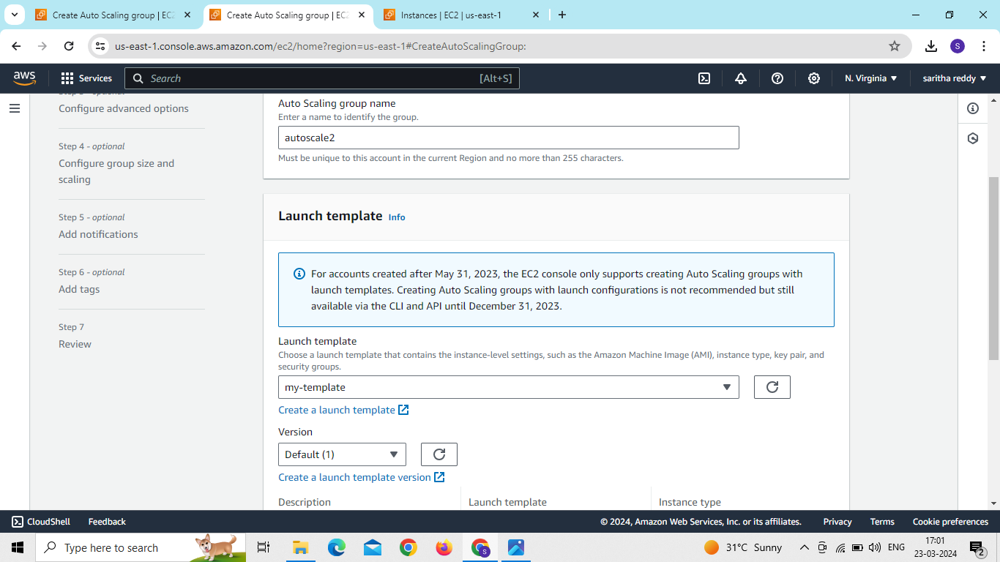 Create Auto Scaling group | EC2
Create Auto Scaling group | EC2
Instances | EC2 | us-east-1
us-east-1.console.aws.amazon.com/ec2/home?region=us-east-1#CreateAutoScalingGroup:
S
aws
Services
Search
[Alt+S]
N. Virginia
saritha reddy
Configure advanced options
Step 4 - optional
Configure group size and
scaling
Step 5 - optional
Add notifications
Step 6 - optional
Add tags
Step 7
Review
Auto Scaling group name
Enter a name to identify the group.
autoscale2
Must be unique to this account in the current Region and no more than 255 characters.
Launch template Info
For accounts created after May 31, 2023, the EC2 console only supports creating Auto Scaling groups with
launch templates. Creating Auto Scaling groups with launch configurations is not recommended but still
available via the CLI and API until December 31, 2023.
Launch template
Choose a launch template that contains the instance-level settings, such as the Amazon Machine Image (AMI), instance type, key pair, and
security groups.
my-template
Create a launch template
Version
Default (1)
Create a launch template version
Description
Launch template
Instance type
CloudShell
Feedback
© 2024, Amazon Web Services, Inc. or its affiliates.
Privacy
Terms
Cookie preferences
Type here to search
S
31°C Sunny
ENG
17:01
23-03-2024
2